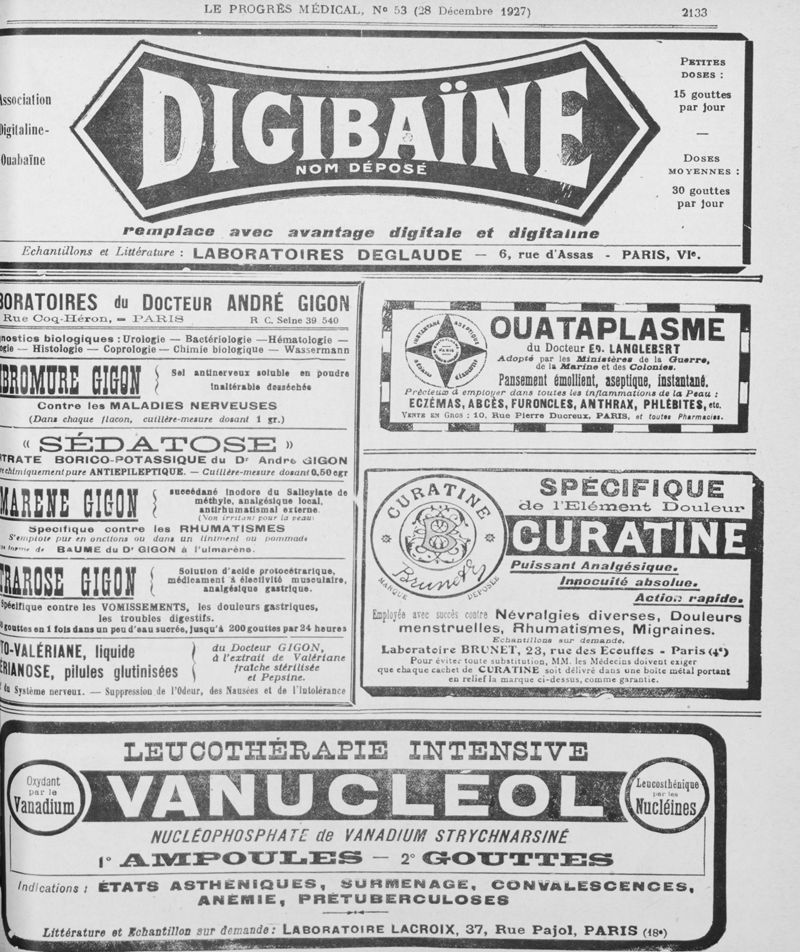 LE PROGRÈS MÉDICAL, Nº 53 (28 Décembre 1927)
2133
Association
Digitaline-
Ouabaïne
DIGIBAÏNE
NOM DÉPOSÉ
PETITES
DOSES :
15 gouttes
par jour
—
DOSES
MOYENNES :
30 gouttes
par jour
remplace avec avantage digitale et digitaline
Echantillons et Littérature : LABORATOIRES DEGLAUDE — 6, rue d'Assas - PARIS, VIe.
BORATOIRES du DOCTEUR ANDRÉ GIGON
Rue Coq-Héron, — PARIS R C. Seine 39 540
gnostics biologiques : Urologie — Bactériologie — Hématologie —
ogie — Histologie — Coprologie — Chimie biologique — Wassermann
IBROMURE GIGON
Sel antinerveux soluble en poudre
inaltérable desséchés
Contre les MALADIES NERVEUSES
(Dans chaque flacon, cuillère-mesure dosant 1 gr.)
« SÉDATOSE »
RTRATE BORICO-POTASSIQUE du Dr André GIGON
chimiquement pure ANTIEPILEPTIQUE. — Cuillère-mesure dosant 0,50 egr
MARENE GIGON
succédané inodore du Salicylate de
méthyle, analgésique local,
antirhumatismal externe.
(Non irritant pour la peau)
Specifique contre les RHUMATISMES
S'emploie pur en onctions ou dans un liniment ou pommade
forme de BAUME du Dr GIGON à l'ulmarène.
TRAROSE GIGON
Solution d'acide protocétrarique,
médicament à électivité musculaire,
analgésique gastrique.
Spécifique contre les VOMISSEMENTS, les douleurs gastriques,
les troubles digestifs.
gouttes en 1 fois dans un peu d'eau sucrée, jusqu'à 200 gouttes par 24 heures
TO-VALÉRIANE, liquide
ÉRIANOSE, pilules glutinisées
du Docteur GIGON,
à l'extrait de Valériane
fraîche stérilisée
et Pepsine.
du Système nerveux. — Suppression de l'Odeur, des Nausées et de l'Intolérance
INSTANTANÉ ASEPTIQUE
PARIS
OUATAPLASME
du Docteur ED. LANGLEBERT
Adopté par les Ministères de la Guerre,
de la Marine et des Colonies.
Pansement émollient, aseptique, instantané.
Précieux à employer dans toutes les inflammations de la Peau :
ECZÉMAS, ABCÈS, FURONCLES, ANTHRAX, PHLÉBITES, etc.
VENTE EN GROS : 10, Rue Pierre Ducreux, PARIS, et toutes Pharmacies.
CURATINE
B
Brunet
MARQUE DÉPOSÉE
SPÉCIFIQUE
de l'Elément Douleur
CURATINE
Puissant Analgésique.
Innocuité absolue.
Action rapide.
Employée avec succès contre Névralgies diverses, Douleurs
menstruelles, Rhumatismes, Migraines.
Echantillons sur demande.
Laboratoire BRUNET, 23, rue des Ecouffes - Paris (4e)
Pour éviter toute substitution, MM. les Médecins doivent exiger
que chaque cachet de CURATINE soit délivré dans une boite métal portant
en relief la marque ci-dessus, comme garantie.
LEUCOTHÉRAPIE INTENSIVE
Oxydant
par le
Vanadium
VANUCLÉOL
Leucosthénique
par les
Nucléines
NUCLÉOPHOSPHATE de VANADIUM STRYCHNARSINÉ
1º AMPOULES — 2º GOUTTES
Indications : ÉTATS ASTHÉNIQUES, SURMENAGE, CONVALESCENCES,
ANÉMIE, PRÉTUBERCULOSES
Littérature et Echantillon sur demande : LABORATOIRE LACROIX, 37, Rue Pajol, PARIS (18e)